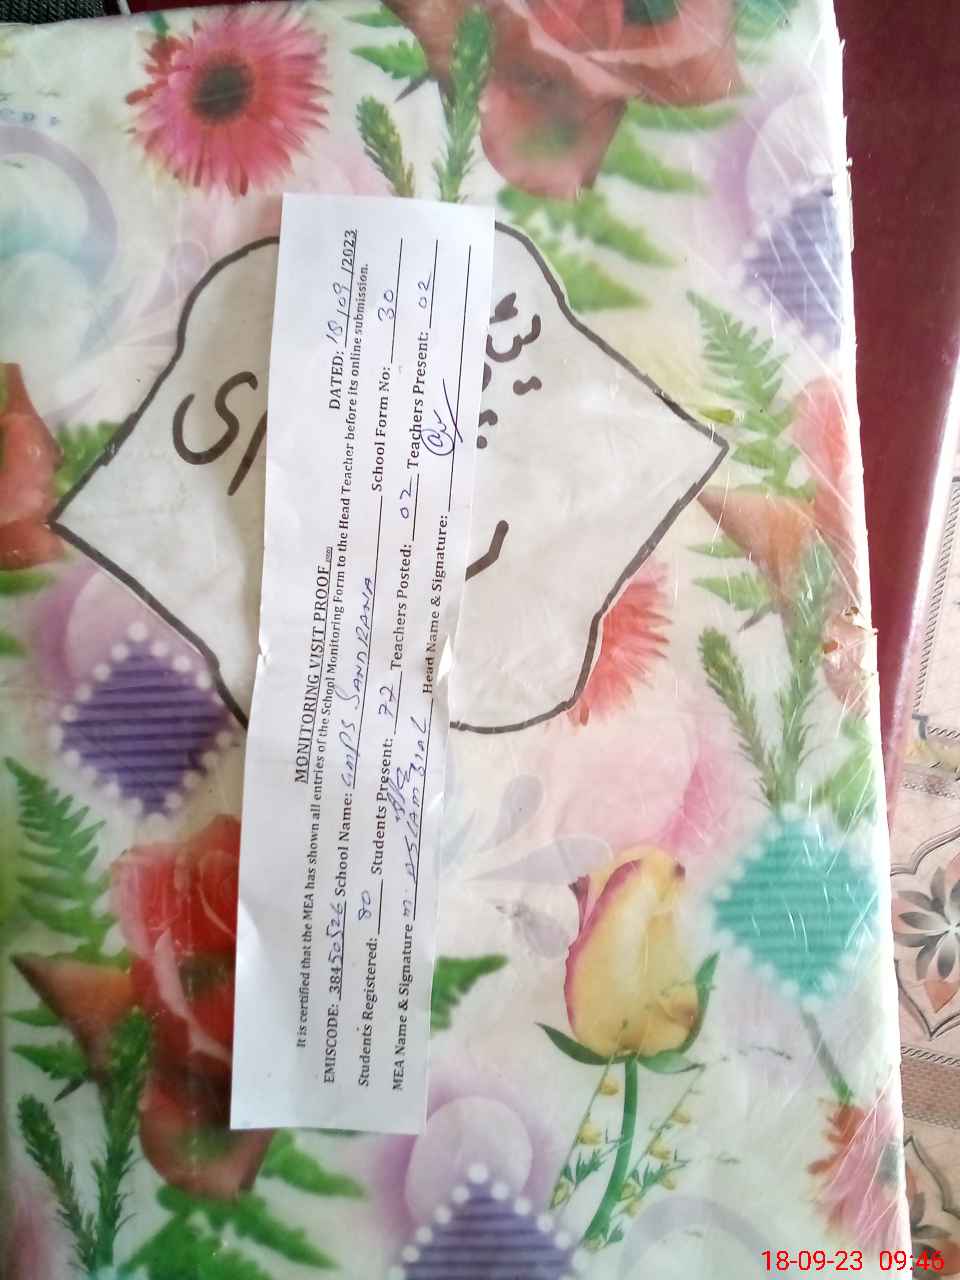 MONITORING VISIT PROOF
DATED: 18/09/2023
It is certified that the MEA has shown all entries of the School Monitoring Form to the Head Teacher before its online submission.
EMISCODE: 38450526 School Name: GMPS SANDRANA School Form No: 30
Students Registered: 80 Students Present: 72 Teachers Posted: 02 Teachers Present: 02
MEA Name & Signature M. ASLAM Head Name & Signature:
18-09-23 09:46